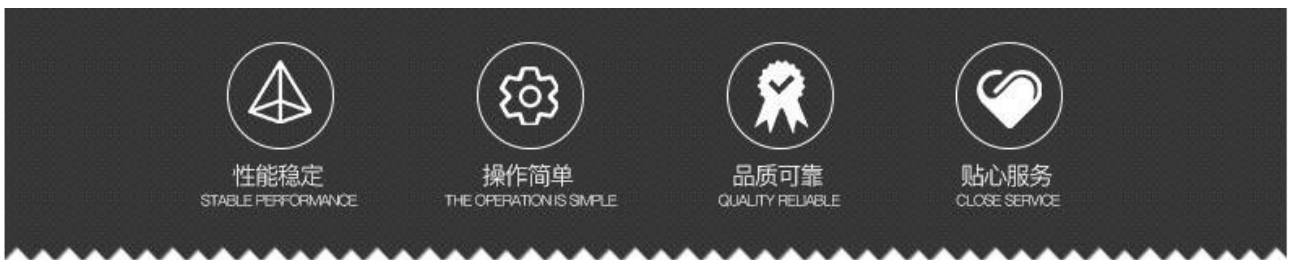 性能稳定
STABLE PERFORMANCE
操作简单
THE OPERATION IS SIMPLE
品质可靠
QUALITY RELIABLE
贴心服务
CLOSE SERVICE